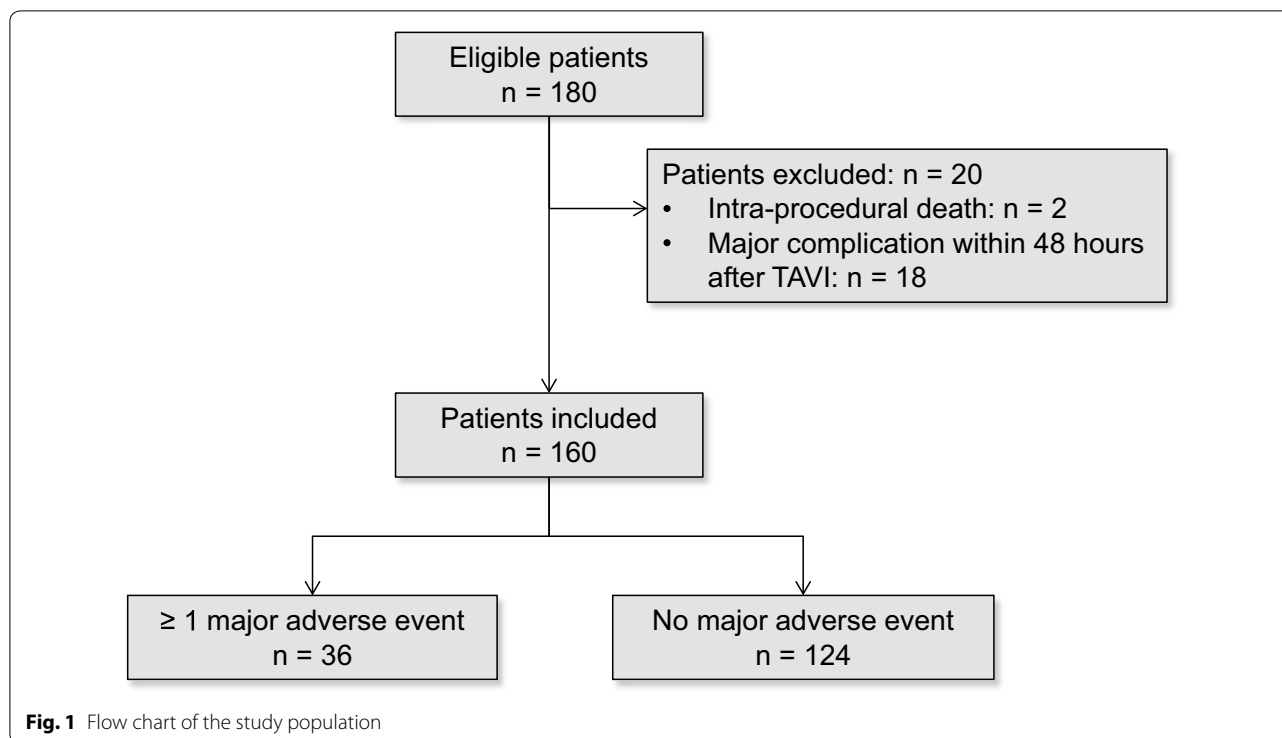 Eligible patients
n = 180
Patients excluded: n = 20
• Intra-procedural death: n = 2
• Major complication within 48 hours
after TAVI: n = 18
Patients included
n = 160
≥ 1 major adverse event
n = 36
No major adverse event
n = 124
Fig. 1 Flow chart of the study population